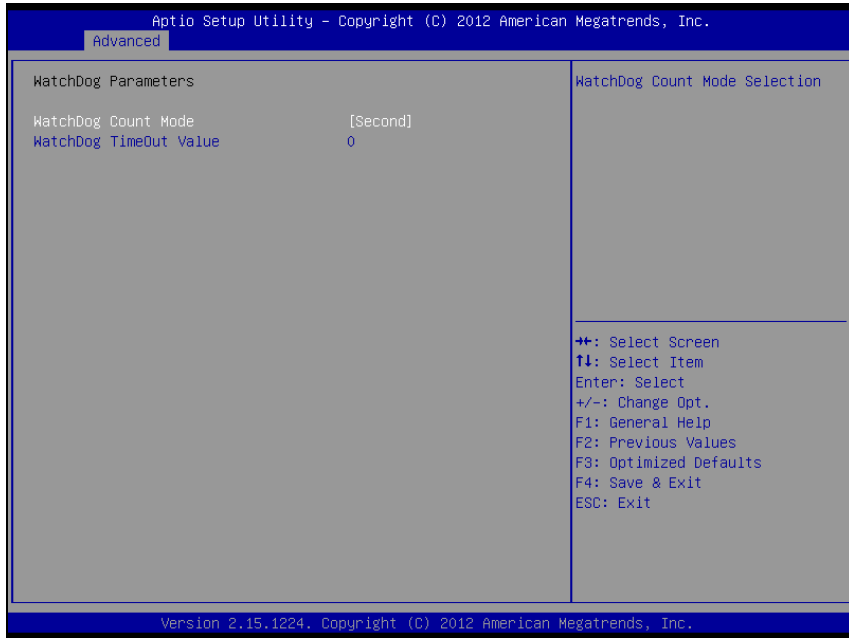 Aptio Setup Utility – Copyright (C) 2012 American Megatrends, Inc.
Advanced
WatchDog Parameters
WatchDog Count Mode [Second]
WatchDog TimeOut Value 0
WatchDog Count Mode Selection
→←: Select Screen
↑↓: Select Item
Enter: Select
+/-: Change Opt.
F1: General Help
F2: Previous Values
F3: Optimized Defaults
F4: Save & Exit
ESC: Exit
Version 2.15.1224. Copyright (C) 2012 American Megatrends, Inc.